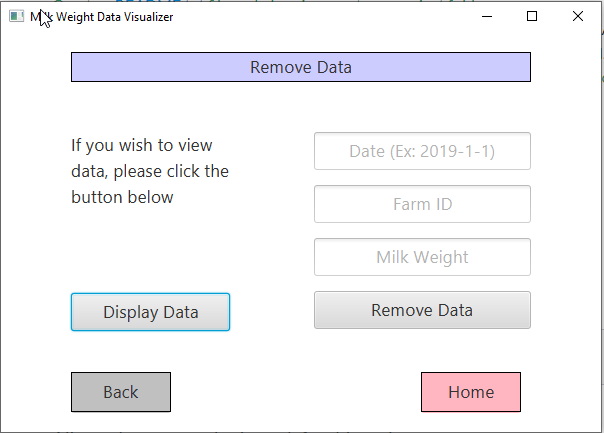 Milk Weight Data Visualizer
Remove Data
If you wish to view
data, please click the
button below
Date (Ex: 2019-1-1)
Farm ID
Milk Weight
Display Data
Remove Data
Back
Home